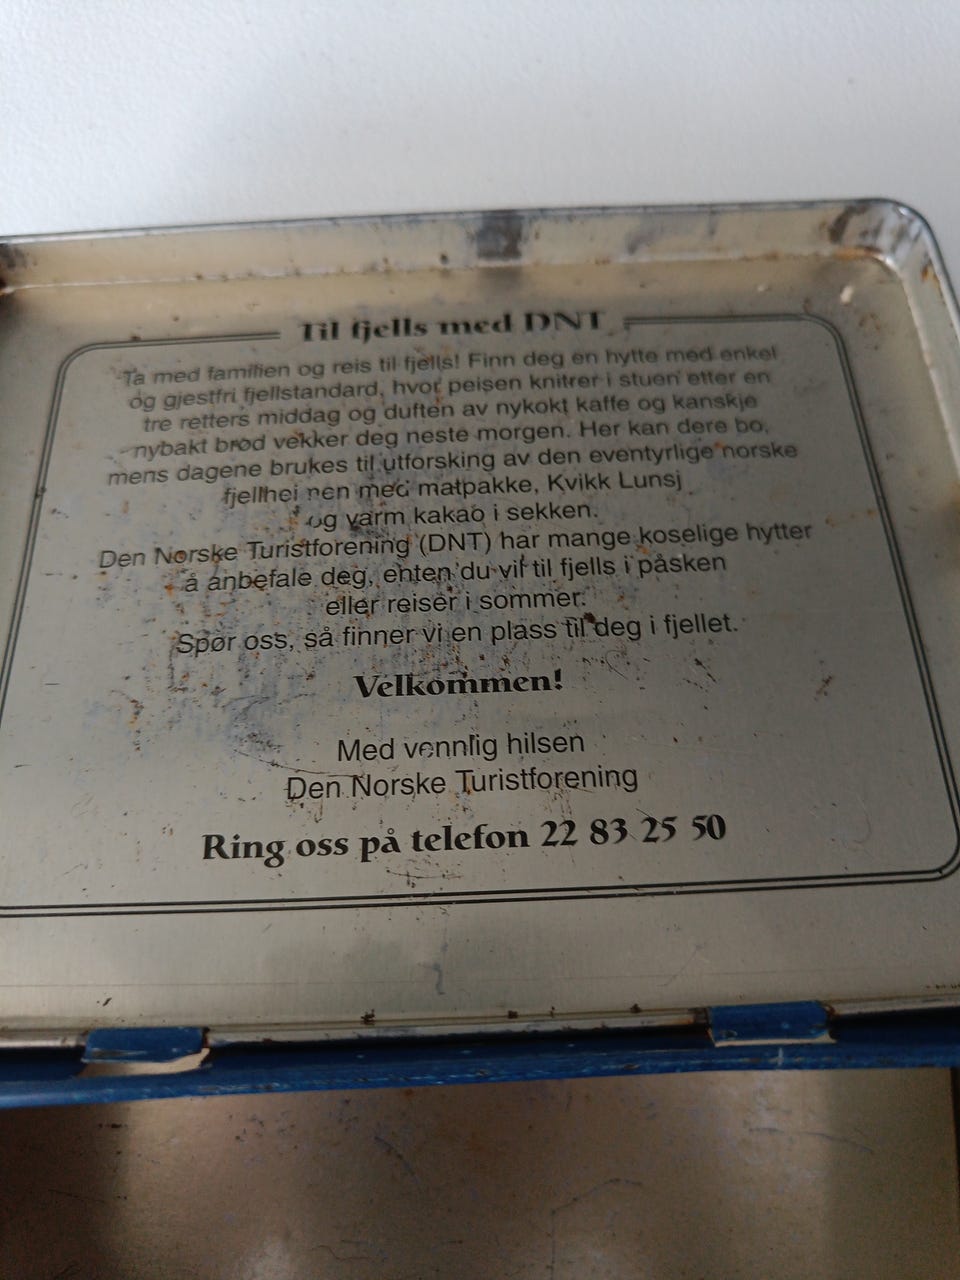 Til fjells med DNT
Ta med familien og reis til fjells! Finn deg en hytte med enkel
og gjestfri fjellstandard, hvor peisen knitrer i stuen etter en
tre retters middag og duften av nykokt kaffe og kanskje
nybakt brød vekker deg neste morgen. Her kan dere bo,
mens dagene brukes til utforsking av den eventyrlige norske
fjellheimen med matpakke, Kvikk Lunsj
og varm kakao i sekken.
Den Norske Turistforening (DNT) har mange koselige hytter
å anbefale deg, enten du vil til fjells i påsken
eller reiser i sommer.
Spør oss, så finner vi en plass til deg i fjellet.
Velkommen!
Med vennlig hilsen
Den Norske Turistforening
Ring oss på telefon 22 83 25 50